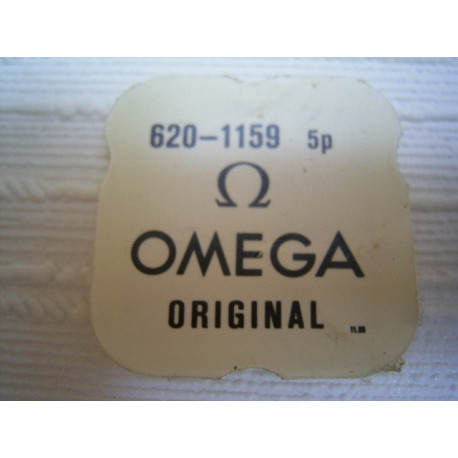 620-1159 5p
Ω
OMEGA
ORIGINAL